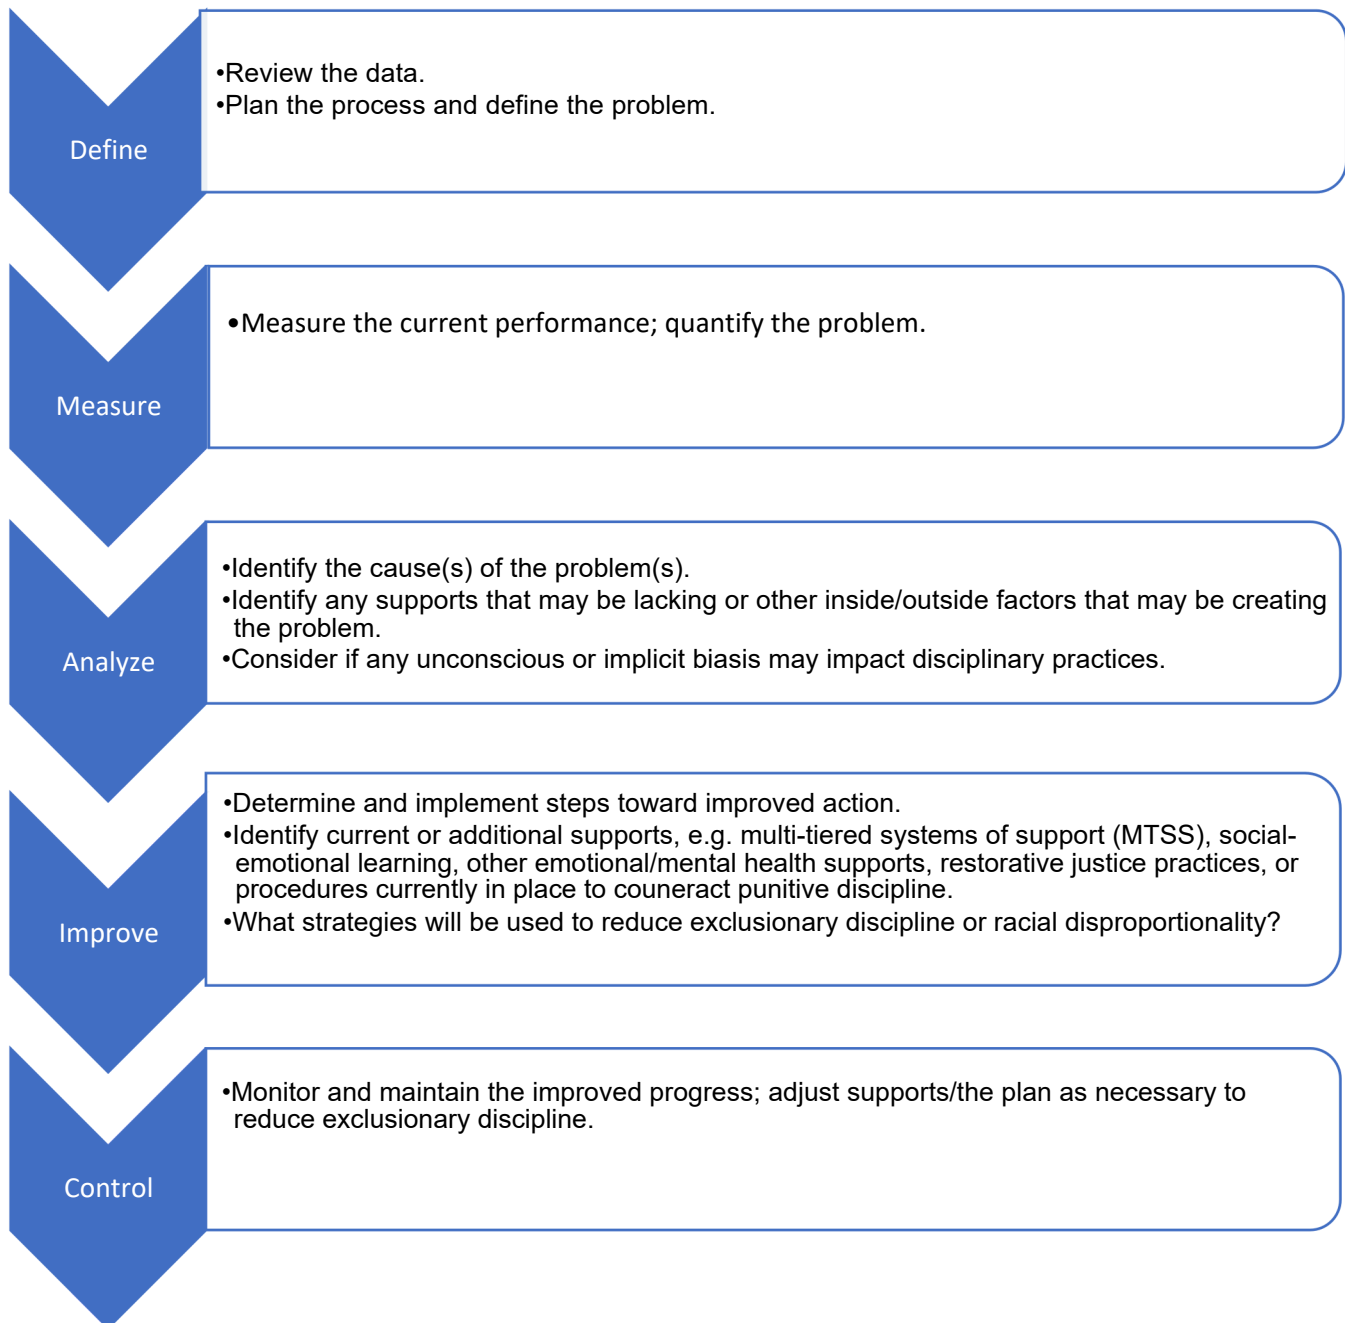 •Review the data.
•Plan the process and define the problem.
Define
•Measure the current performance; quantify the problem.
Measure
•Identify the cause(s) of the problem(s).
•Identify any supports that may be lacking or other inside/outside factors that may be creating
the problem.
•Consider if any unconscious or implicit biasis may impact disciplinary practices.
Analyze
•Determine and implement steps toward improved action.
•Identify current or additional supports, e.g. multi-tiered systems of support (MTSS), social-
emotional learning, other emotional/mental health supports, restorative justice practices, or
procedures currently in place to couneract punitive discipline.
•What strategies will be used to reduce exclusionary discipline or racial disproportionality?
Improve
•Monitor and maintain the improved progress; adjust supports/the plan as necessary to
reduce exclusionary discipline.
Control